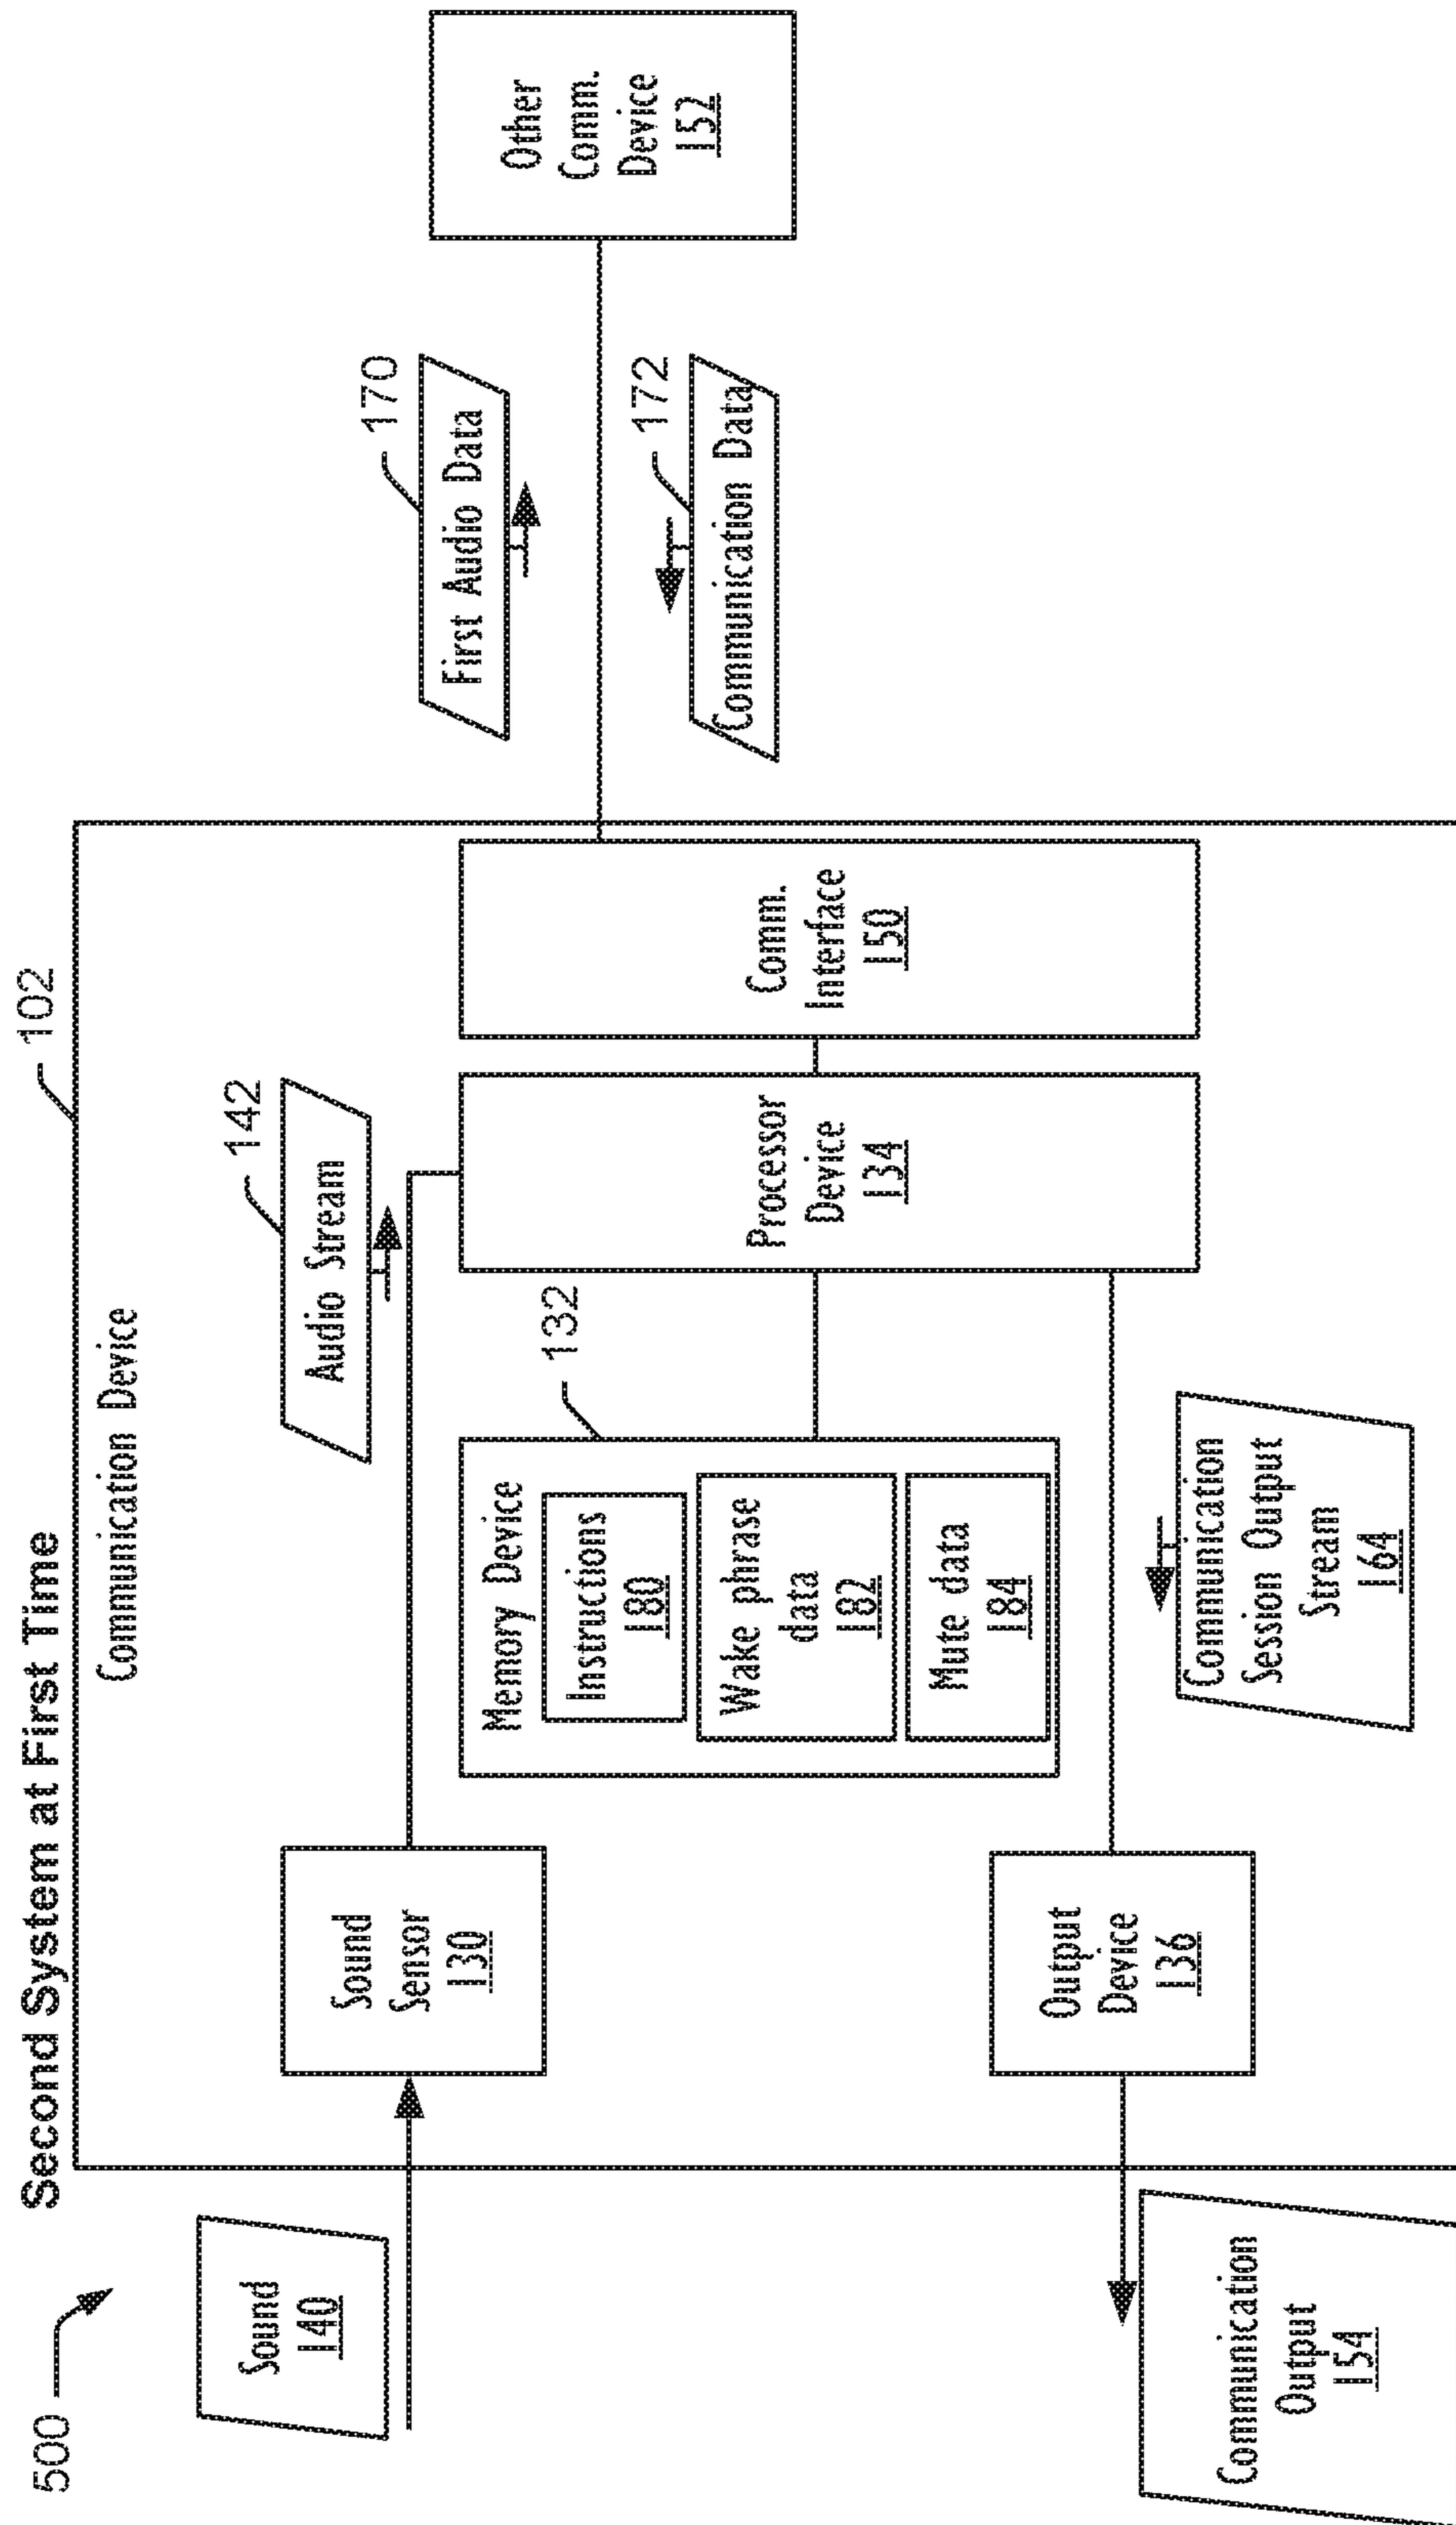 500
Second System at First Time
102
Communication Device
Sound
140
Sound
Sensor
130
Audio Stream
142
Memory Device
132
Instructions
180
Wake phrase
data
182
Mute data
184
Processor
Device
134
Comm.
Interface
150
First Audio Data
170
Communication Data
172
Other
Comm.
Device
152
Output
Device
136
Communication
Session Output
Stream
164
Communication
Output
154